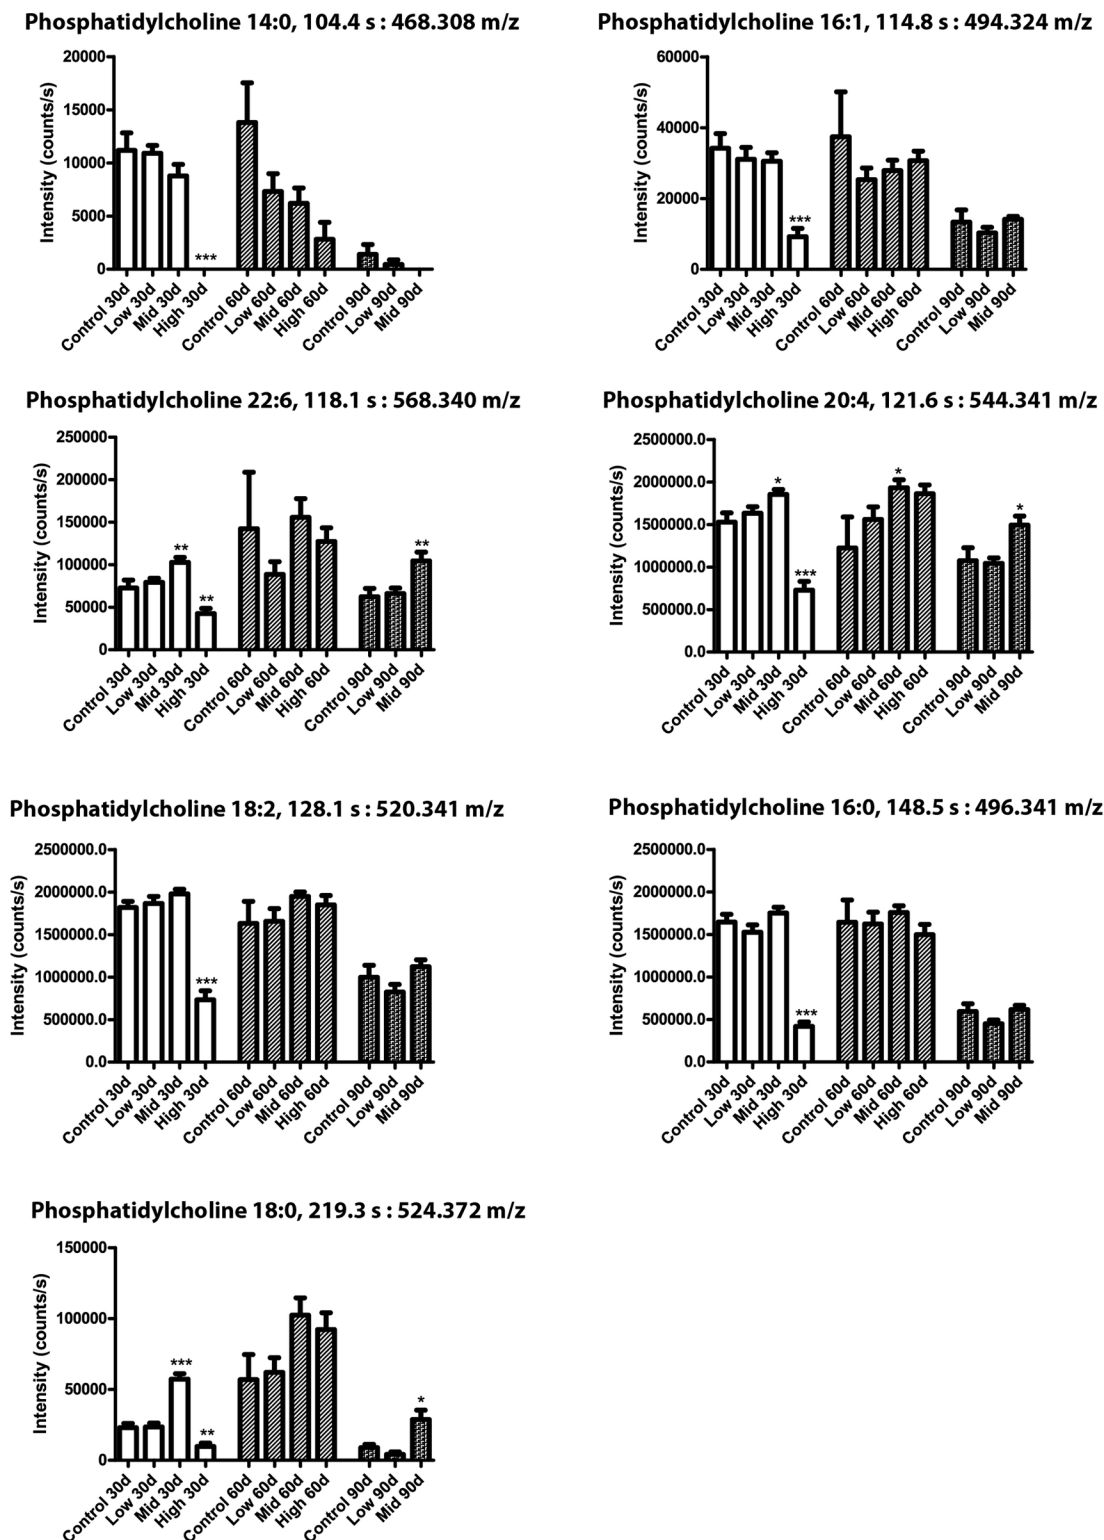 Phosphatidylcholine 14:0, 104.4 s : 468.308 m/z
Intensity (counts/s)
20000
15000
10000
5000
0
***
Control 30d
Low 30d
Mid 30d
High 30d
Control 60d
Low 60d
Mid 60d
High 60d
Control 90d
Low 90d
Mid 90d
Phosphatidylcholine 16:1, 114.8 s : 494.324 m/z
Intensity (counts/s)
60000
40000
20000
0
***
Control 30d
Low 30d
Mid 30d
High 30d
Control 60d
Low 60d
Mid 60d
High 60d
Control 90d
Low 90d
Mid 90d
Phosphatidylcholine 22:6, 118.1 s : 568.340 m/z
Intensity (counts/s)
250000
200000
150000
100000
50000
0
**
**
**
Control 30d
Low 30d
Mid 30d
High 30d
Control 60d
Low 60d
Mid 60d
High 60d
Control 90d
Low 90d
Mid 90d
Phosphatidylcholine 20:4, 121.6 s : 544.341 m/z
Intensity (counts/s)
2500000.0
2000000.0
1500000.0
1000000.0
500000.0
0.0
*
***
*
*
Control 30d
Low 30d
Mid 30d
High 30d
Control 60d
Low 60d
Mid 60d
High 60d
Control 90d
Low 90d
Mid 90d
Phosphatidylcholine 18:2, 128.1 s : 520.341 m/z
Intensity (counts/s)
2500000.0
2000000.0
1500000.0
1000000.0
500000.0
0.0
***
Control 30d
Low 30d
Mid 30d
High 30d
Control 60d
Low 60d
Mid 60d
High 60d
Control 90d
Low 90d
Mid 90d
Phosphatidylcholine 16:0, 148.5 s : 496.341 m/z
Intensity (counts/s)
2500000.0
2000000.0
1500000.0
1000000.0
500000.0
0.0
***
Control 30d
Low 30d
Mid 30d
High 30d
Control 60d
Low 60d
Mid 60d
High 60d
Control 90d
Low 90d
Mid 90d
Phosphatidylcholine 18:0, 219.3 s : 524.372 m/z
Intensity (counts/s)
150000
100000
50000
0
***
**
*
Control 30d
Low 30d
Mid 30d
High 30d
Control 60d
Low 60d
Mid 60d
High 60d
Control 90d
Low 90d
Mid 90d